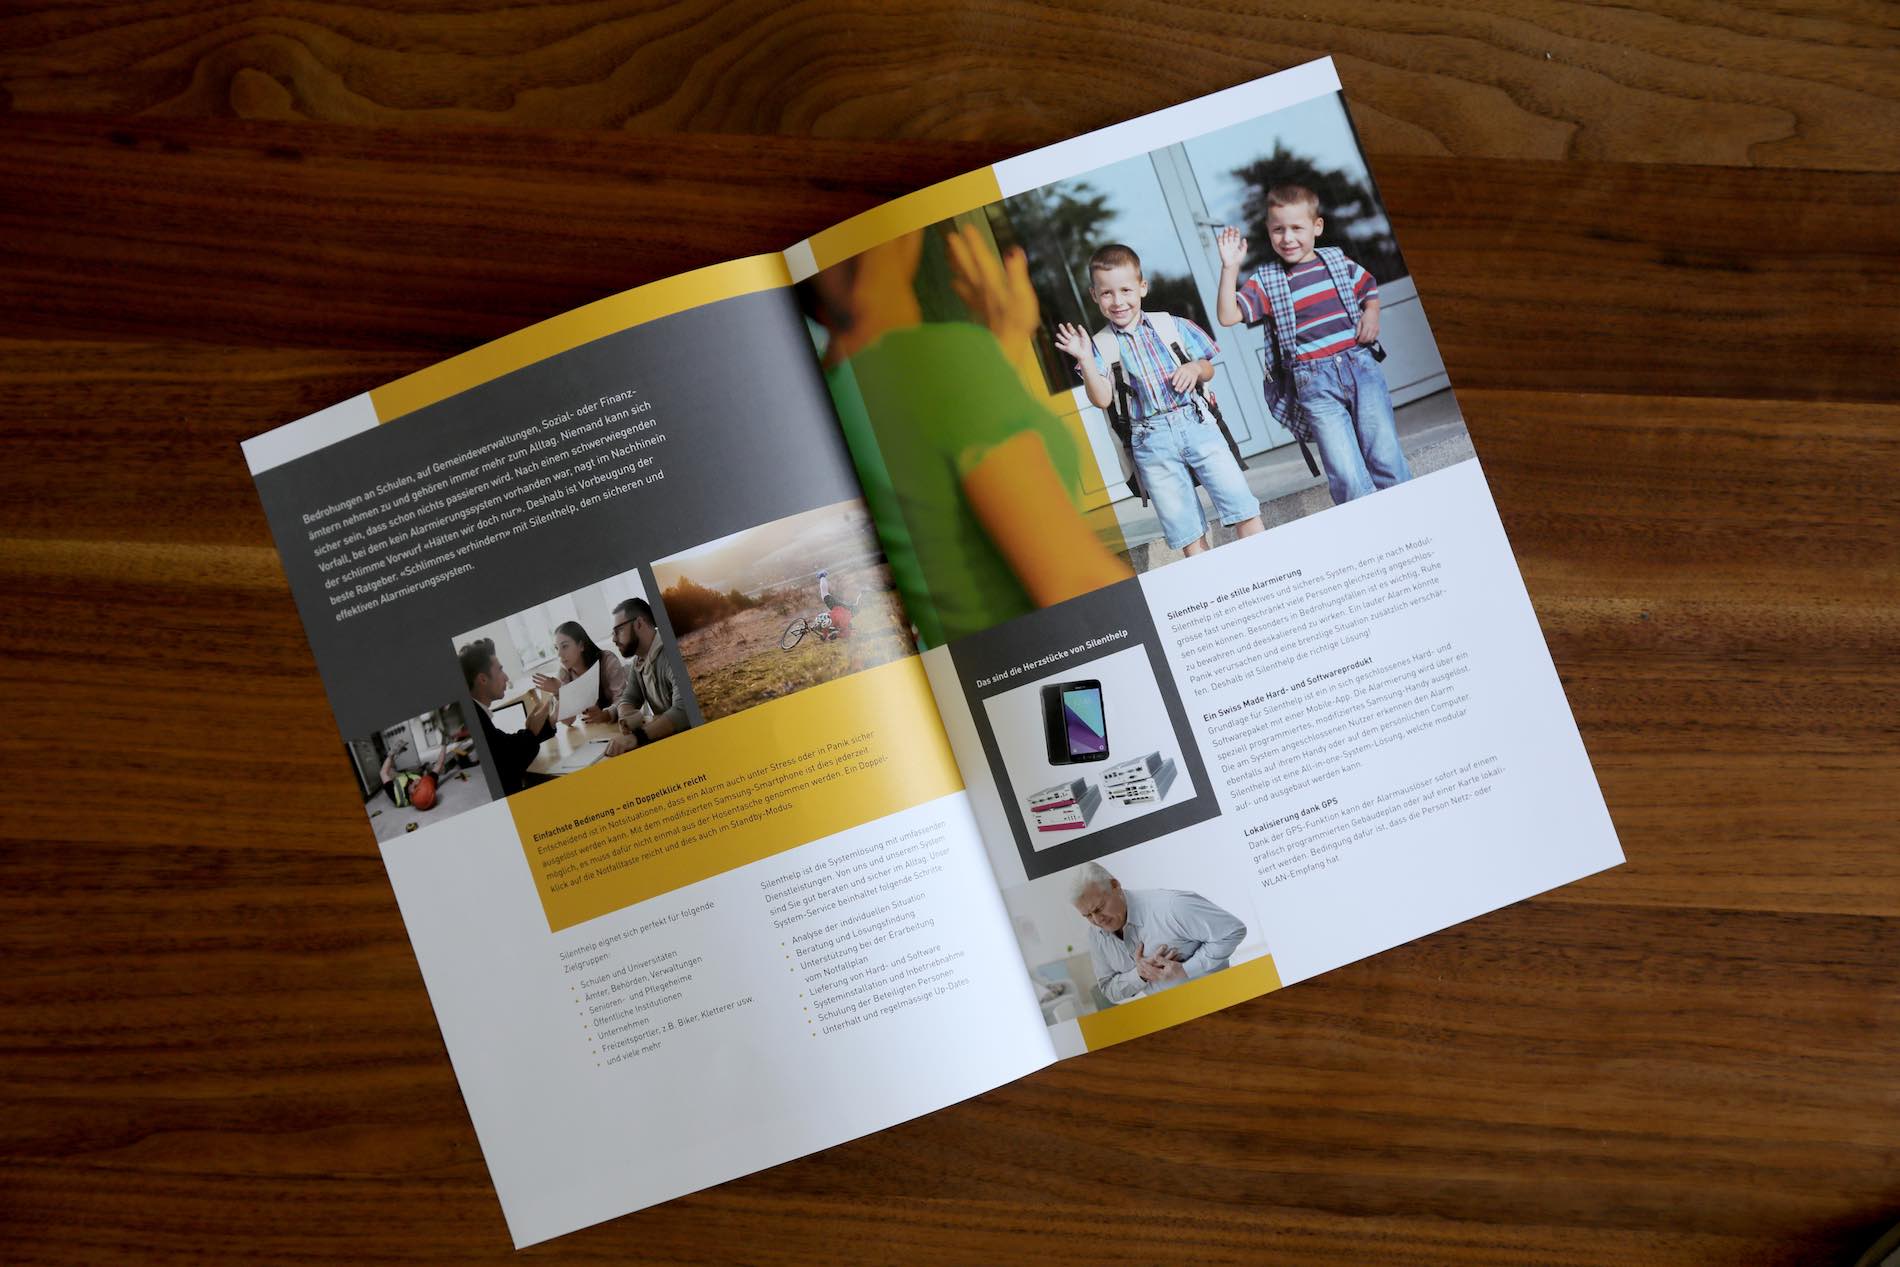 Bedrohungen an Schulen, auf Gemeindeverwaltungen, Sozial- oder Finanz-
ämtern nehmen zu und gehören immer mehr zum Alltag. Niemand kann sich
sicher sein, dass schon nichts passieren wird. Nach einem schwerwiegenden
Vorfall, bei dem kein Alarmierungssystem vorhanden war, nagt im Nachhinein
der schlimme Vorwurf «Hätten wir doch nur». Deshalb ist Vorbeugung der
beste Ratgeber. «Schlimmes verhindern» mit Silenthelp, dem sicheren und
effektiven Alarmierungssystem.
Einfachste Bedienung – ein Doppelklick reicht
Entscheidend ist in Notsituationen, dass ein Alarm auch unter Stress oder in Panik sicher
ausgelöst werden kann. Mit dem modifizierten Samsung-Smartphone ist dies jederzeit
möglich, es muss dafür nicht einmal aus der Hosentasche genommen werden. Ein Doppel-
klick auf die Notfalltaste reicht und dies auch im Standby-Modus.
Silenthelp eignet sich perfekt für folgende
Zielgruppen:
• Schulen und Universitäten
• Ämter, Behörden, Verwaltungen
• Senioren- und Pflegeheime
• Öffentliche Institutionen
• Unternehmen
• Freizeitsportler, z.B. Biker, Kletterer usw.
• und viele mehr
Silenthelp ist die Systemlösung mit umfassenden
Dienstleistungen. Von uns und unserem System
sind Sie gut beraten und sicher im Alltag. Unser
System-Service beinhaltet folgende Schritte
• Analyse der individuellen Situation
• Beratung und Lösungsfindung
• Unterstützung bei der Erarbeitung
vom Notfallplan
• Lieferung von Hard- und Software
• Systeminstallation und Inbetriebnahme
• Schulung der Beteiligten Personen
• Unterhalt und regelmässige Up-Dates
Das sind die Herzstücke von Silenthelp
Silenthelp – die stille Alarmierung
Silenthelp ist ein effektives und sicheres System, dem je nach Modul-
grösse fast uneingeschränkt viele Personen gleichzeitig angeschlos-
sen sein können. Besonders in Bedrohungsfällen ist es wichtig, Ruhe
zu bewahren und deeskalierend zu wirken. Ein lauter Alarm könnte
Panik verursachen und eine brenzlige Situation zusätzlich verschär-
fen. Deshalb ist Silenthelp die richtige Lösung!
Ein Swiss Made Hard- und Softwareprodukt
Grundlage für Silenthelp ist ein in sich geschlossenes Hard- und
Softwarepaket mit einer Mobile-App. Die Alarmierung wird über ein
speziell programmiertes, modifiziertes Samsung-Handy ausgelöst.
Die am System angeschlossenen Nutzer erkennen den Alarm
ebenfalls auf ihrem Handy oder auf dem persönlichen Computer.
Silenthelp ist eine All-in-one-System-Lösung, welche modular
auf- und ausgebaut werden kann.
Lokalisierung dank GPS
Dank der GPS-Funktion kann der Alarmauslöser sofort auf einem
grafisch programmierten Gebäudeplan oder auf einer Karte lokali-
siert werden. Bedingung dafür ist, dass die Person Netz- oder
WLAN-Empfang hat.